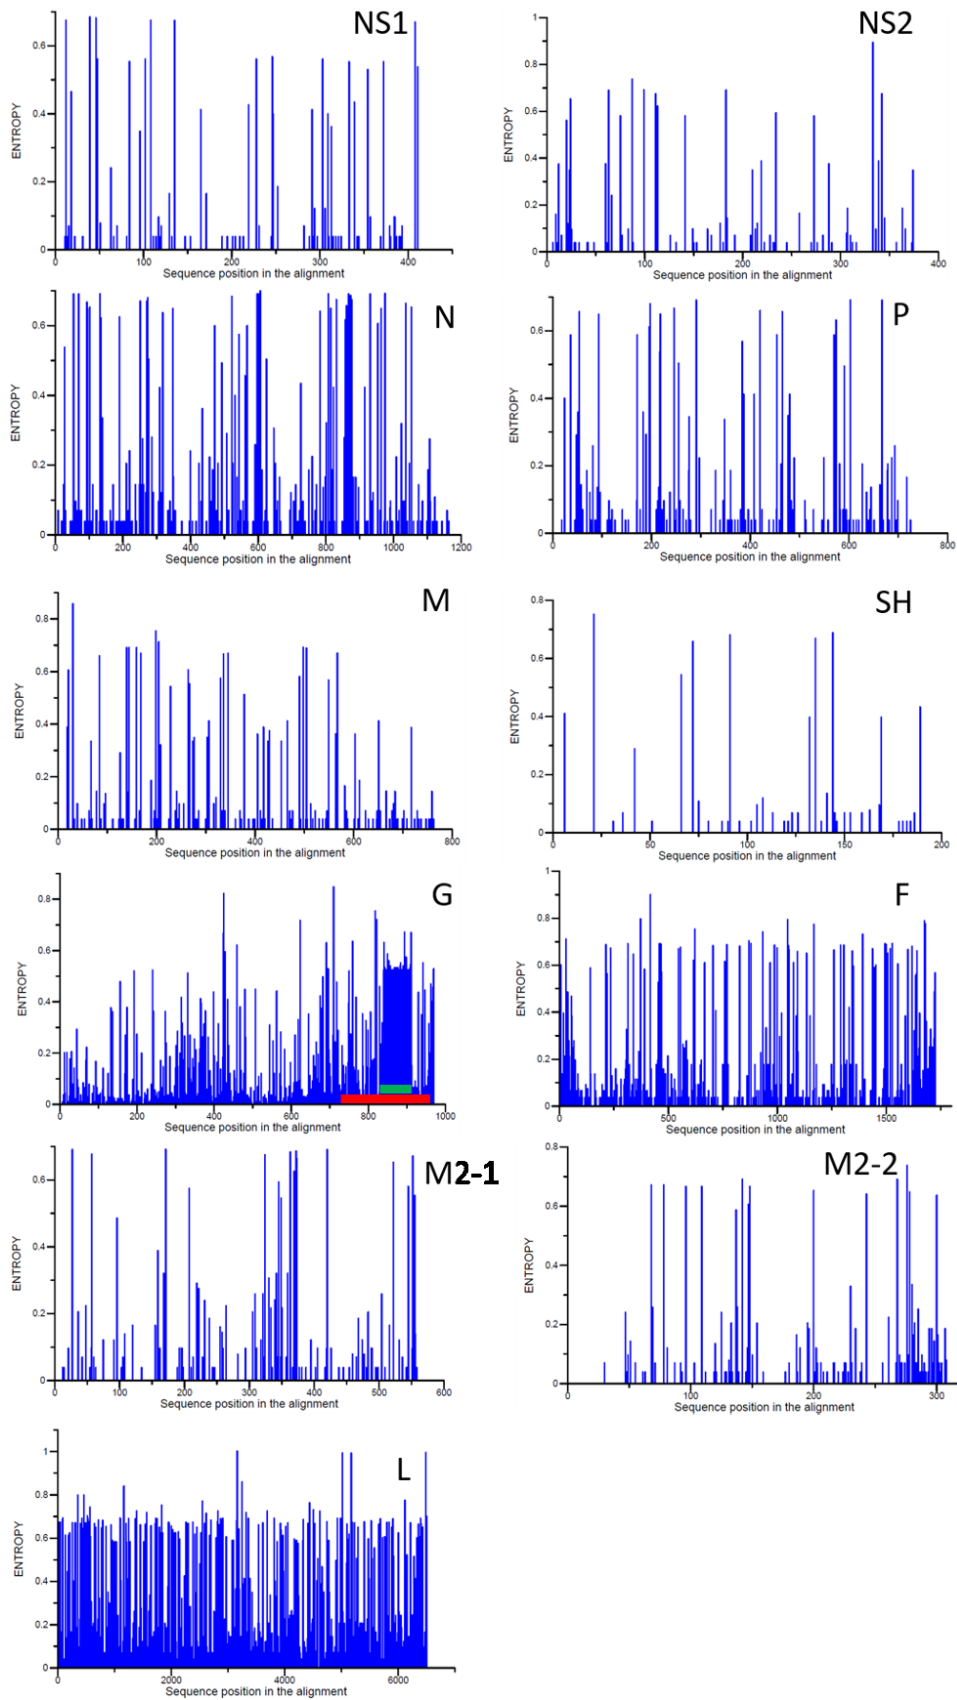 NS1
ENTROPY
0.6
0.4
0.2
0
0 100 200 300 400
Sequence position in the alignment
NS2
ENTROPY
1
0.8
0.6
0.4
0.2
0
0 100 200 300 400
Sequence position in the alignment
N
ENTROPY
0.6
0.4
0.2
0
0 200 400 600 800 1000 1200
Sequence position in the alignment
P
ENTROPY
0.6
0.4
0.2
0
0 200 400 600 800
Sequence position in the alignment
M
ENTROPY
0.8
0.6
0.4
0.2
0
0 200 400 600 800
Sequence position in the alignment
SH
ENTROPY
0.8
0.6
0.4
0.2
0
0 50 100 150 200
Sequence position in the alignment
G
ENTROPY
0.8
0.6
0.4
0.2
0
0 200 400 600 800 1000
Sequence position in the alignment
F
ENTROPY
1
0.8
0.6
0.4
0.2
0
0 500 1000 1500
Sequence position in the alignment
M2-1
ENTROPY
0.6
0.4
0.2
0
0 100 200 300 400 500 600
Sequence position in the alignment
M2-2
ENTROPY
0.8
0.6
0.4
0.2
0
0 100 200 300
Sequence position in the alignment
L
ENTROPY
1
0.8
0.6
0.4
0.2
0
0 2000 4000 6000
Sequence position in the alignment